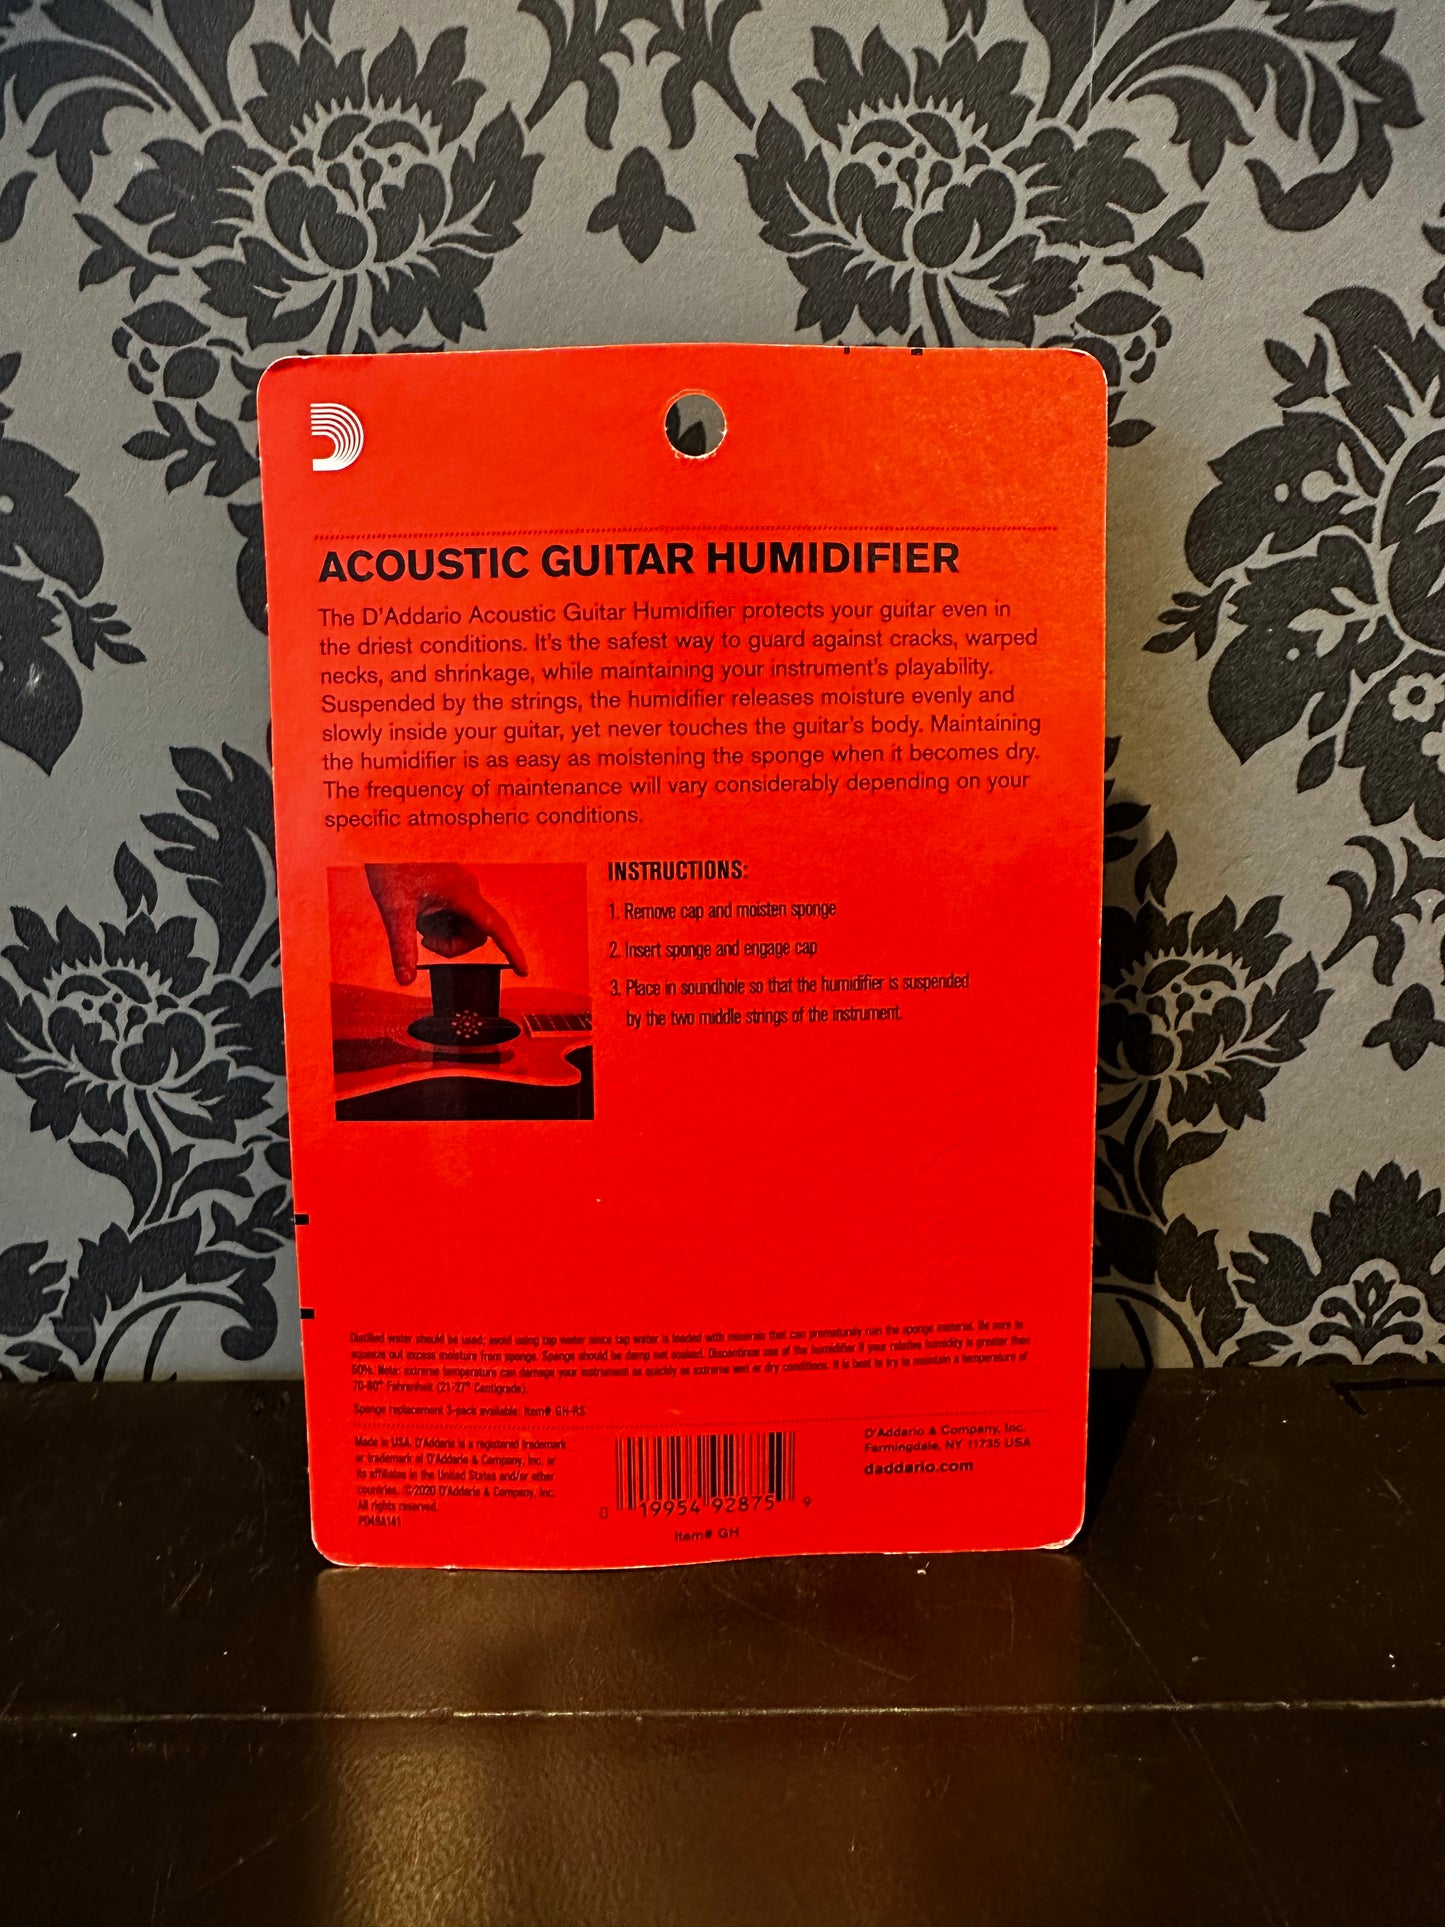 ACOUSTIC GUITAR HUMIDIFIER
The D'Addario Acoustic Guitar Humidifier protects your guitar even in
the driest conditions. It's the safest way to guard against cracks, warped
necks, and shrinkage, while maintaining your instrument's playability.
Suspended by the strings, the humidifier releases moisture evenly and
slowly inside your guitar, yet never touches the guitar's body. Maintaining
the humidifier is as easy as moistening the sponge when it becomes dry.
The frequency of maintenance will vary considerably depending on your
specific atmospheric conditions.
INSTRUCTIONS:
1. Remove cap and moisten sponge
2. Insert sponge and engage cap
3. Place in soundhole so that the humidifier is suspended
by the two middle strings of the instrument.
Distilled water should be used; avoid using tap water since tap water is loaded with minerals that can prematurely ruin the sponge material. Be sure to
squeeze out excess moisture from sponge. Sponge should be damp not soaked. Discontinue use of the humidifier if your relative humidity is greater than
60%. Note: extreme temperature can damage your instrument as quickly as extreme wet or dry conditions. It is best to try to maintain a temperature of
70-80° Fahrenheit (21-27° Centigrade).
Sponge replacement 3-pack available: Item# GH-RS
Made in USA. D'Addario is a registered trademark
or trademark of D'Addario & Company, Inc. or
its affiliates in the United States and/or other
countries. ©2020 D'Addario & Company, Inc.
All rights reserved.
PD48A141
0 19954 92875 9
Item# GH
D'Addario & Company, Inc.
Farmingdale, NY 11735 USA
daddario.com